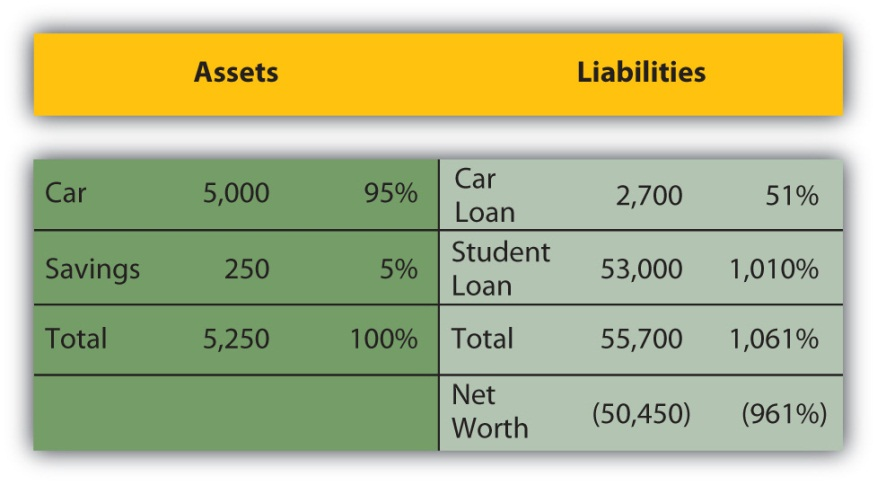 Assets Liabilities
Car 5,000 95% Car Loan 2,700 51%
Savings 250 5% Student Loan 53,000 1,010%
Total 5,250 100% Total 55,700 1,061%
Net Worth (50,450) (961%)